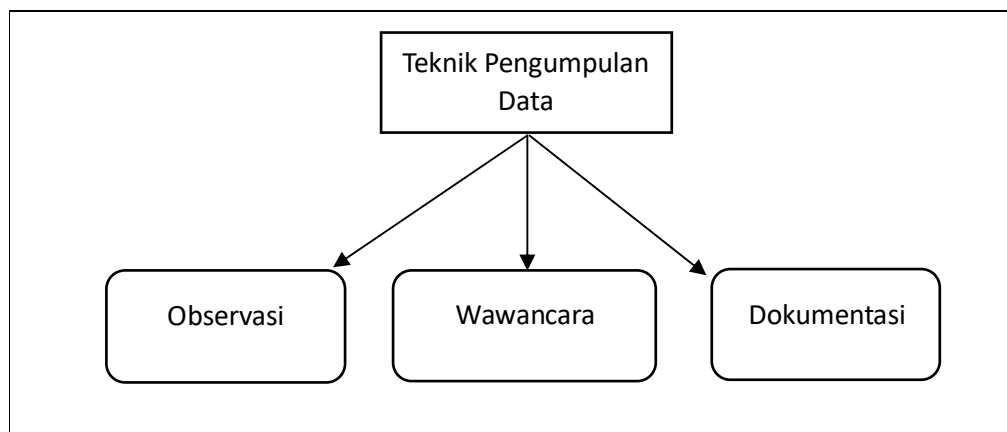 Teknik Pengumpulan
Data
Observasi
Wawancara
Dokumentasi